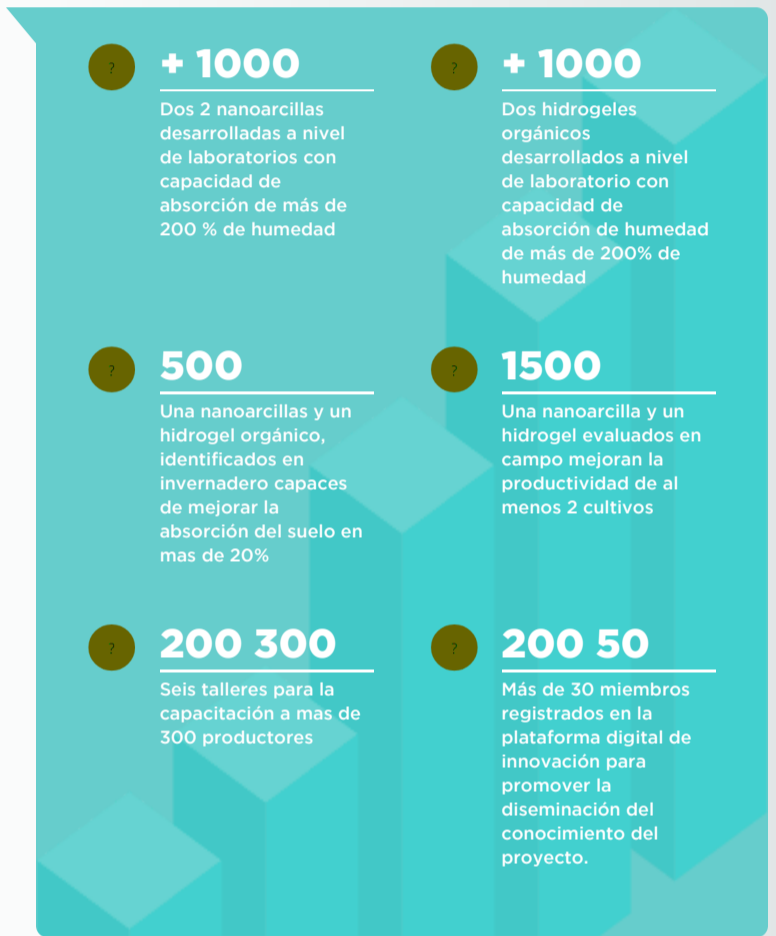 ?
+ 1000
Dos 2 nanoarcillas
desarrolladas a nivel
de laboratorios con
capacidad de
absorción de más de
200 % de humedad
?
+ 1000
Dos hidrogeles
orgánicos
desarrollados a nivel
de laboratorio con
capacidad de
absorción de humedad
de más de 200% de
humedad
?
500
Una nanoarcillas y un
hidrogel orgánico,
identificados en
invernadero capaces
de mejorar la
absorción del suelo en
mas de 20%
?
1500
Una nanoarcilla y un
hidrogel evaluados en
campo mejoran la
productividad de al
menos 2 cultivos
?
200 300
Seis talleres para la
capacitación a mas de
300 productores
?
200 50
Más de 30 miembros
registrados en la
plataforma digital de
innovación para
promover la
diseminación del
conocimiento del
proyecto.